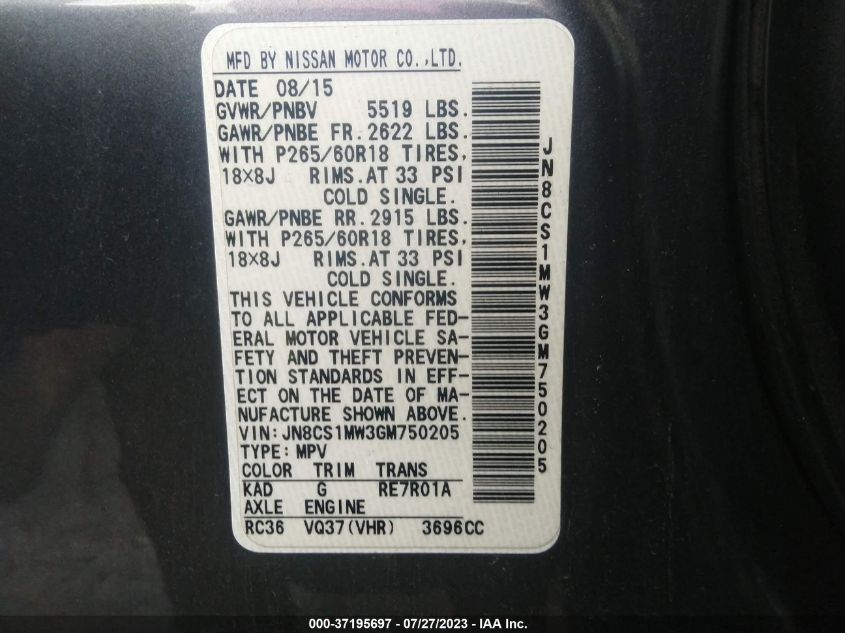 MFD BY NISSAN MOTOR CO.,LTD.
DATE 08/15
GVWR/PNBV 5519 LBS.
GAWR/PNBE FR.2622 LBS.
WITH P265/60R18 TIRES,
18×8J RIMS.AT 33 PSI
COLD SINGLE.
GAWR/PNBE RR.2915 LBS.
WITH P265/60R18 TIRES,
18×8J RIMS.AT 33 PSI
COLD SINGLE.
THIS VEHICLE CONFORMS
TO ALL APPLICABLE FED-
ERAL MOTOR VEHICLE SA-
FETY AND THEFT PREVEN-
TION STANDARDS IN EFF-
ECT ON THE DATE OF MA-
NUFACTURE SHOWN ABOVE.
VIN:JN8CS1MW3GM750205
TYPE:MPV
COLOR TRIM TRANS
KAD G RE7R01A
AXLE ENGINE
RC36 VQ37(VHR) 3696CC
JN8CS1MW3GM750205
000-37195697 - 07/27/2023 - IAA Inc.